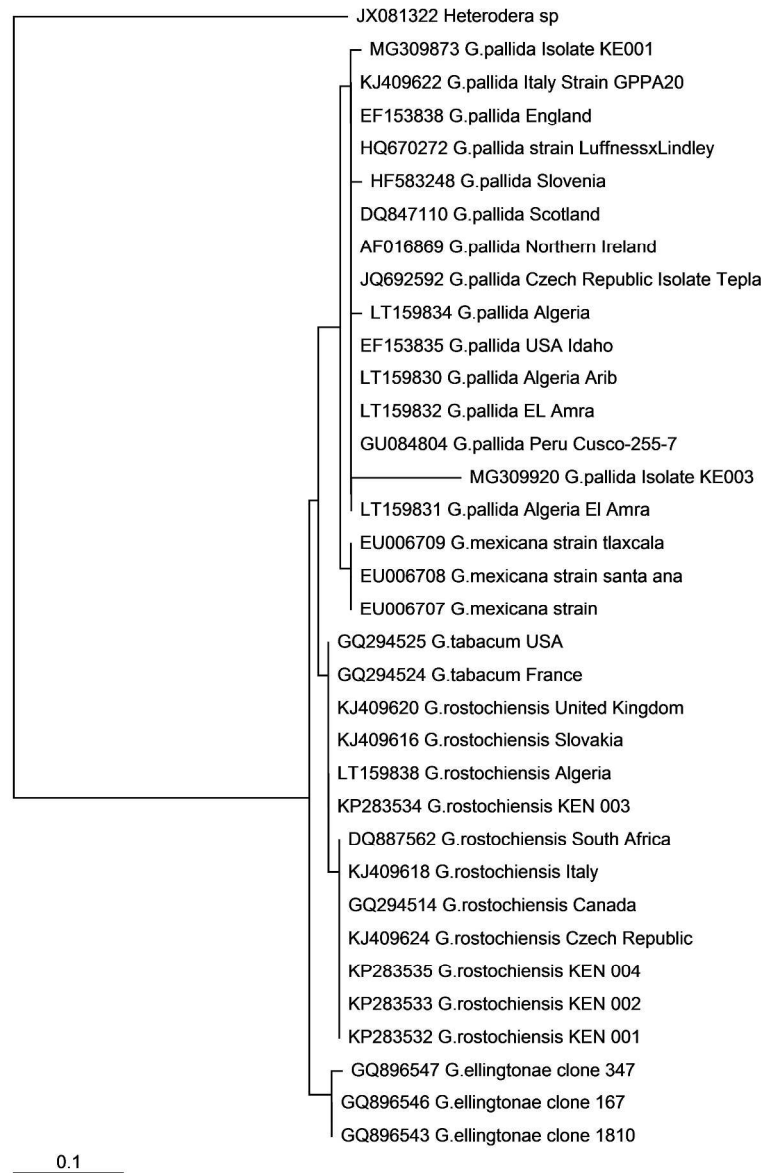 JX081322 Heterodera sp
MG309873 G.pallida Isolate KE001
KJ409622 G.pallida Italy Strain GPPA20
EF153838 G.pallida England
HQ670272 G.pallida strain LuffnessxLindley
HF583248 G.pallida Slovenia
DQ847110 G.pallida Scotland
AF016869 G.pallida Northern Ireland
JQ692592 G.pallida Czech Republic Isolate Tepla
LT159834 G.pallida Algeria
EF153835 G.pallida USA Idaho
LT159830 G.pallida Algeria Arib
LT159832 G.pallida EL Amra
GU084804 G.pallida Peru Cusco-255-7
MG309920 G.pallida Isolate KE003
LT159831 G.pallida Algeria El Amra
EU006709 G.mexicana strain tlaxcala
EU006708 G.mexicana strain santa ana
EU006707 G.mexicana strain
GQ294525 G.tabacum USA
GQ294524 G.tabacum France
KJ409620 G.rostochiensis United Kingdom
KJ409616 G.rostochiensis Slovakia
LT159838 G.rostochiensis Algeria
KP283534 G.rostochiensis KEN 003
DQ887562 G.rostochiensis South Africa
KJ409618 G.rostochiensis Italy
GQ294514 G.rostochiensis Canada
KJ409624 G.rostochiensis Czech Republic
KP283535 G.rostochiensis KEN 004
KP283533 G.rostochiensis KEN 002
KP283532 G.rostochiensis KEN 001
GQ896547 G.ellingtonae clone 347
GQ896546 G.ellingtonae clone 167
GQ896543 G.ellingtonae clone 1810
0.1